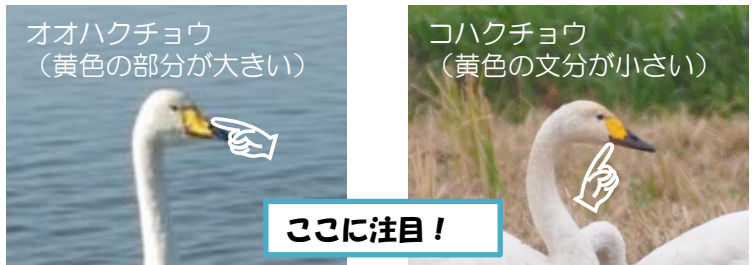 オオハクチョウ
（黄色の部分が大きい）
コハクチョウ
（黄色の文分が小さい）
ここに注目！